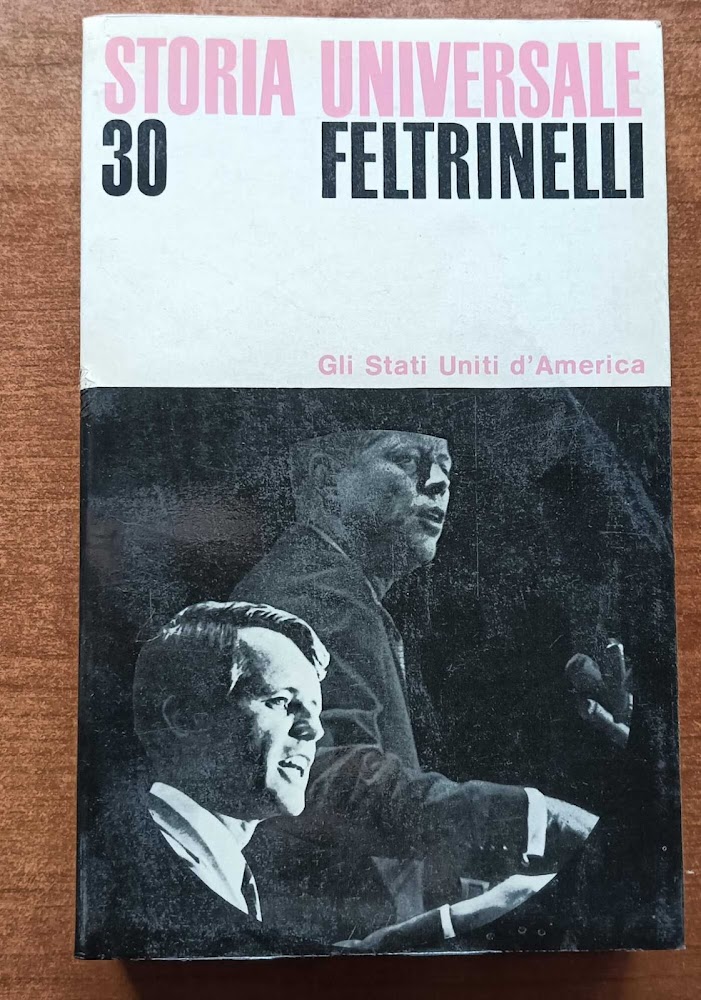 STORIA UNIVERSALE
30 FELTRINELLI
Gli Stati Uniti d'America